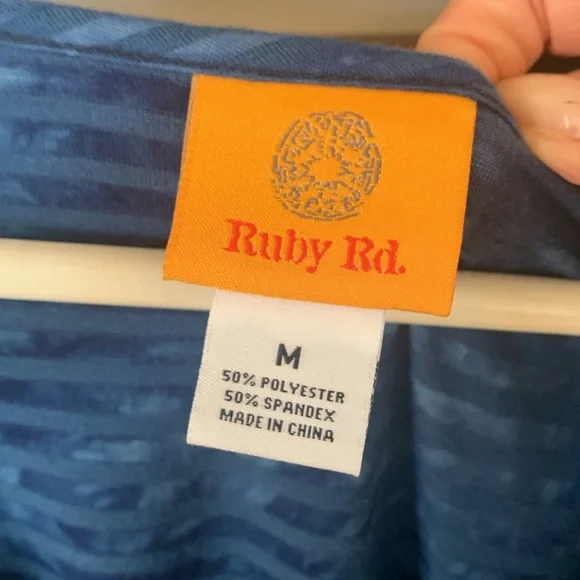 Ruby Rd.
M
50% POLYESTER
50% SPANDEX
MADE IN CHINA